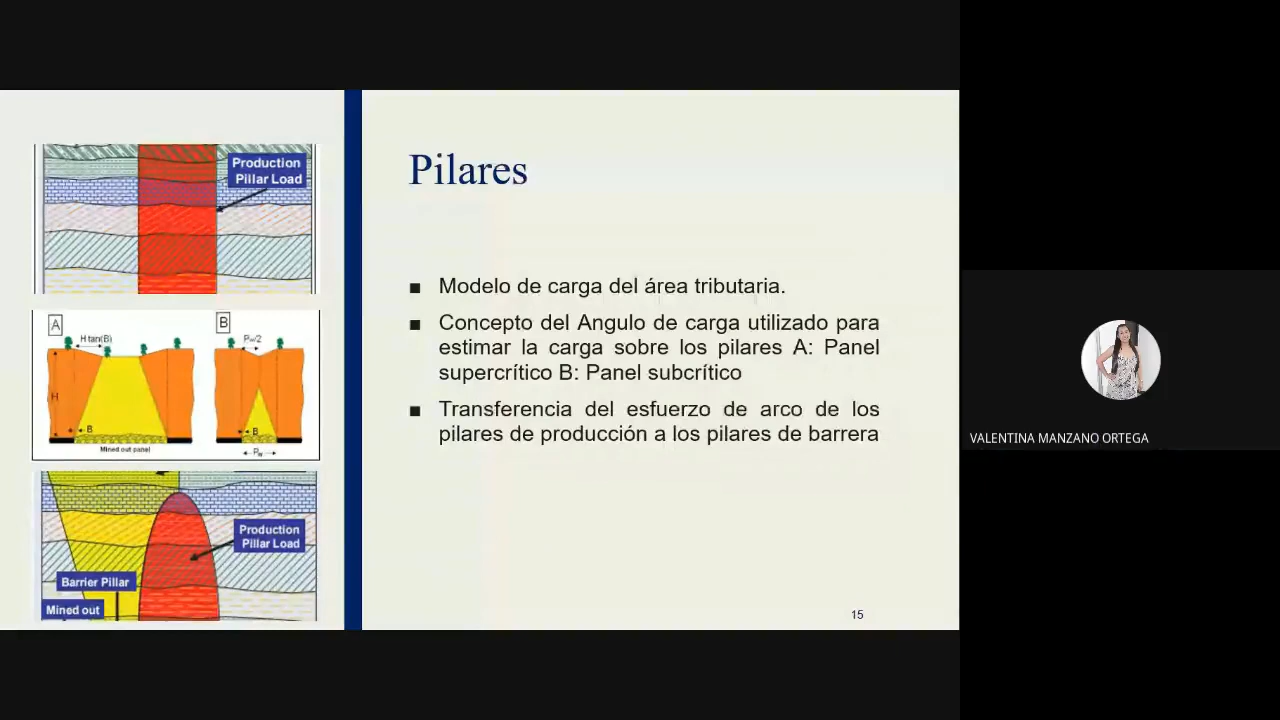 Production
Pillar Load
A
H tan(B)
H
B
Mined out panel
B
Pw/2
B
Pw
Production
Pillar Load
Barrier Pillar
Mined out
Pilares
■ Modelo de carga del área tributaria.
■ Concepto del Angulo de carga utilizado para
estimar la carga sobre los pilares A: Panel
supercrítico B: Panel subcrítico
■ Transferencia del esfuerzo de arco de los
pilares de producción a los pilares de barrera
15
VALENTINA MANZANO ORTEGA